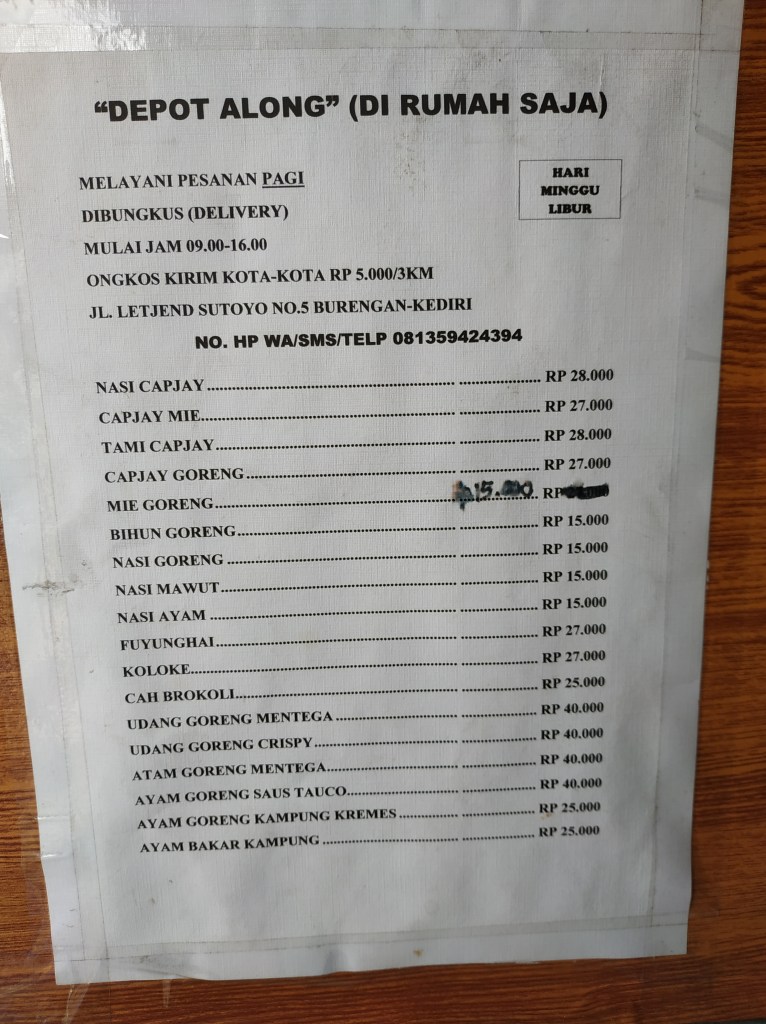 "DEPOT ALONG" (DI RUMAH SAJA)
MELAYANI PESANAN PAGI
DIBUNGKUS (DELIVERY)
MULAI JAM 09.00-16.00
ONGKOS KIRIM KOTA-KOTA RP 5.000/3KM
JL. LETJEND SUTOYO NO.5 BURENGAN-KEDIRI
HARI
MINGGU
LIBUR
NO. HP WA/SMS/TELP 081359424394
NASI CAPJAY RP 28.000
CAPJAY MIE RP 27.000
TAMI CAPJAY RP 28.000
CAPJAY GORENG RP 27.000
MIE GORENG 15.000 RP
BIHUN GORENG RP 15.000
NASI GORENG RP 15.000
NASI MAWUT RP 15.000
NASI AYAM RP 15.000
FUYUNGHAI RP 27.000
KOLOKE RP 27.000
CAH BROKOLI RP 25.000
UDANG GORENG MENTEGA RP 40.000
UDANG GORENG CRISPY RP 40.000
ATAM GORENG MENTEGA RP 40.000
AYAM GORENG SAUS TAUCO RP 40.000
AYAM GORENG KAMPUNG KREMES RP 25.000
AYAM BAKAR KAMPUNG RP 25.000